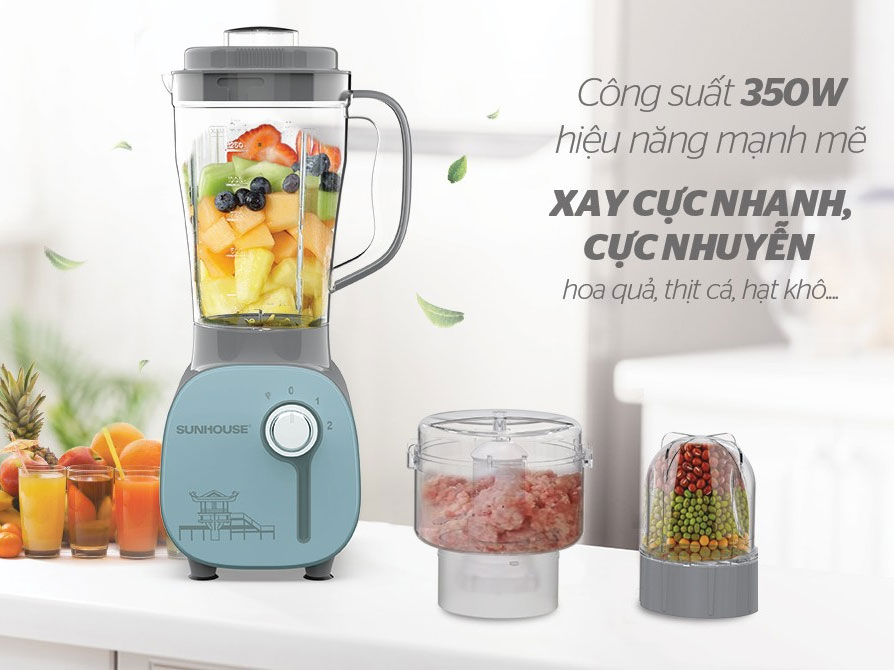 Công suất 350W
hiệu năng mạnh mẽ
XAY CỰC NHANH,
CỰC NHUYỄN
hoa quả, thịt cá, hạt khô....
P 0 1 2
SUNHOUSE